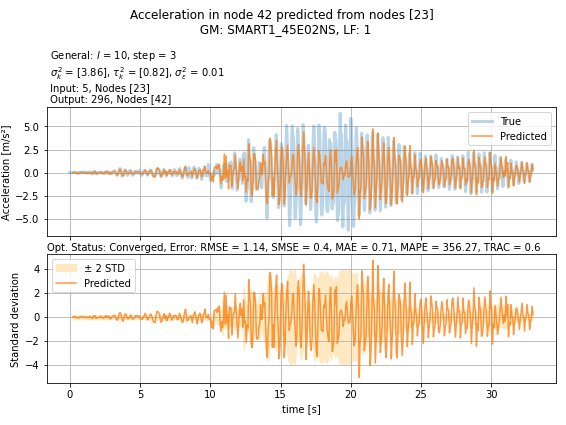 Acceleration in node 42 predicted from nodes [23]
GM: SMART1_45E02NS, LF: 1
General: l = 10, step = 3
σ²ₖ = [3.86], τ²ₖ = [0.82], σ²ε = 0.01
Input: 5, Nodes [23]
Output: 296, Nodes [42]
Acceleration [m/s²]
5.0
2.5
0.0
−2.5
−5.0
True
Predicted
Opt. Status: Converged, Error: RMSE = 1.14, SMSE = 0.4, MAE = 0.71, MAPE = 356.27, TRAC = 0.6
Standard deviation
4
2
0
−2
−4
± 2 STD
Predicted
0 5 10 15 20 25 30
time [s]